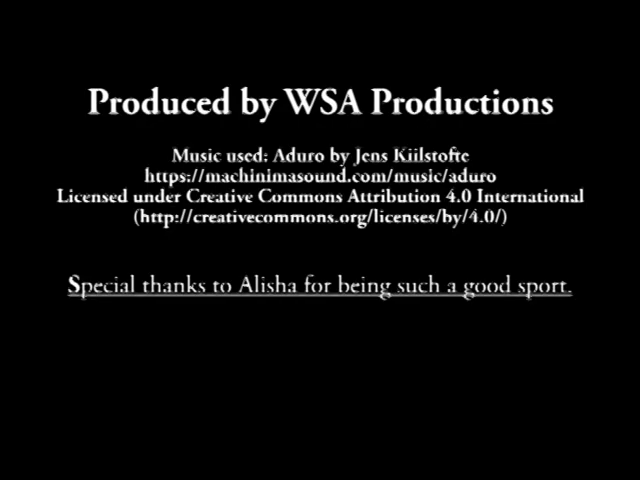 Produced by WSA Productions
Music used: Aduro by Jens Kiilstofte
https://machinimasound.com/music/aduro
Licensed under Creative Commons Attribution 4.0 International
(http://creativecommons.org/licenses/by/4.0/)
Special thanks to Alisha for being such a good sport.